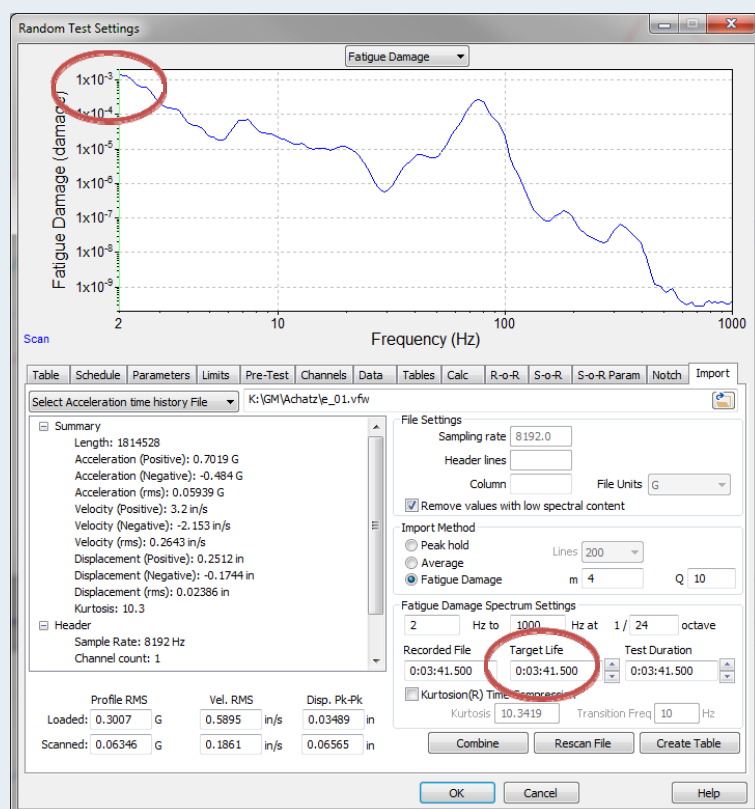 Random Test Settings
Fatigue Damage
Fatigue Damage (damage)
1x10-3
1x10-4
1x10-5
1x10-6
1x10-7
1x10-8
1x10-9
2 10 100 1000
Scan
Frequency (Hz)
Table Schedule Parameters Limits Pre-Test Channels Data Tables Calc R-o-R S-o-R S-o-R Param Notch Import
Select Acceleration time history File K:\GM\Achatz\e_01.vfw
Summary
Length: 1814528
Acceleration (Positive): 0.7019 G
Acceleration (Negative): -0.484 G
Acceleration (rms): 0.05939 G
Velocity (Positive): 3.2 in/s
Velocity (Negative): -2.153 in/s
Velocity (rms): 0.2643 in/s
Displacement (Positive): 0.2512 in
Displacement (Negative): -0.1744 in
Displacement (rms): 0.02386 in
Kurtosis: 10.3
Header
Sample Rate: 8192 Hz
Channel count: 1
File Settings
Sampling rate 8192.0
Header lines
Column File Units G
Remove values with low spectral content
Import Method
Peak hold
Lines 200
Average
Fatigue Damage m 4 Q 10
Fatigue Damage Spectrum Settings
2 Hz to 1000 Hz at 1 / 24 octave
Recorded File Target Life Test Duration
0:03:41.500 0:03:41.500 0:03:41.500
Kurtosion(R) Time Compression
Kurtosis 10.3419 Transition Freq 10 Hz
Profile RMS Vel. RMS Disp. Pk-Pk
Loaded: 0.3007 G 0.5895 in/s 0.03489 in
Scanned: 0.06346 G 0.1861 in/s 0.06565 in
Combine Rescan File Create Table
OK Cancel Help